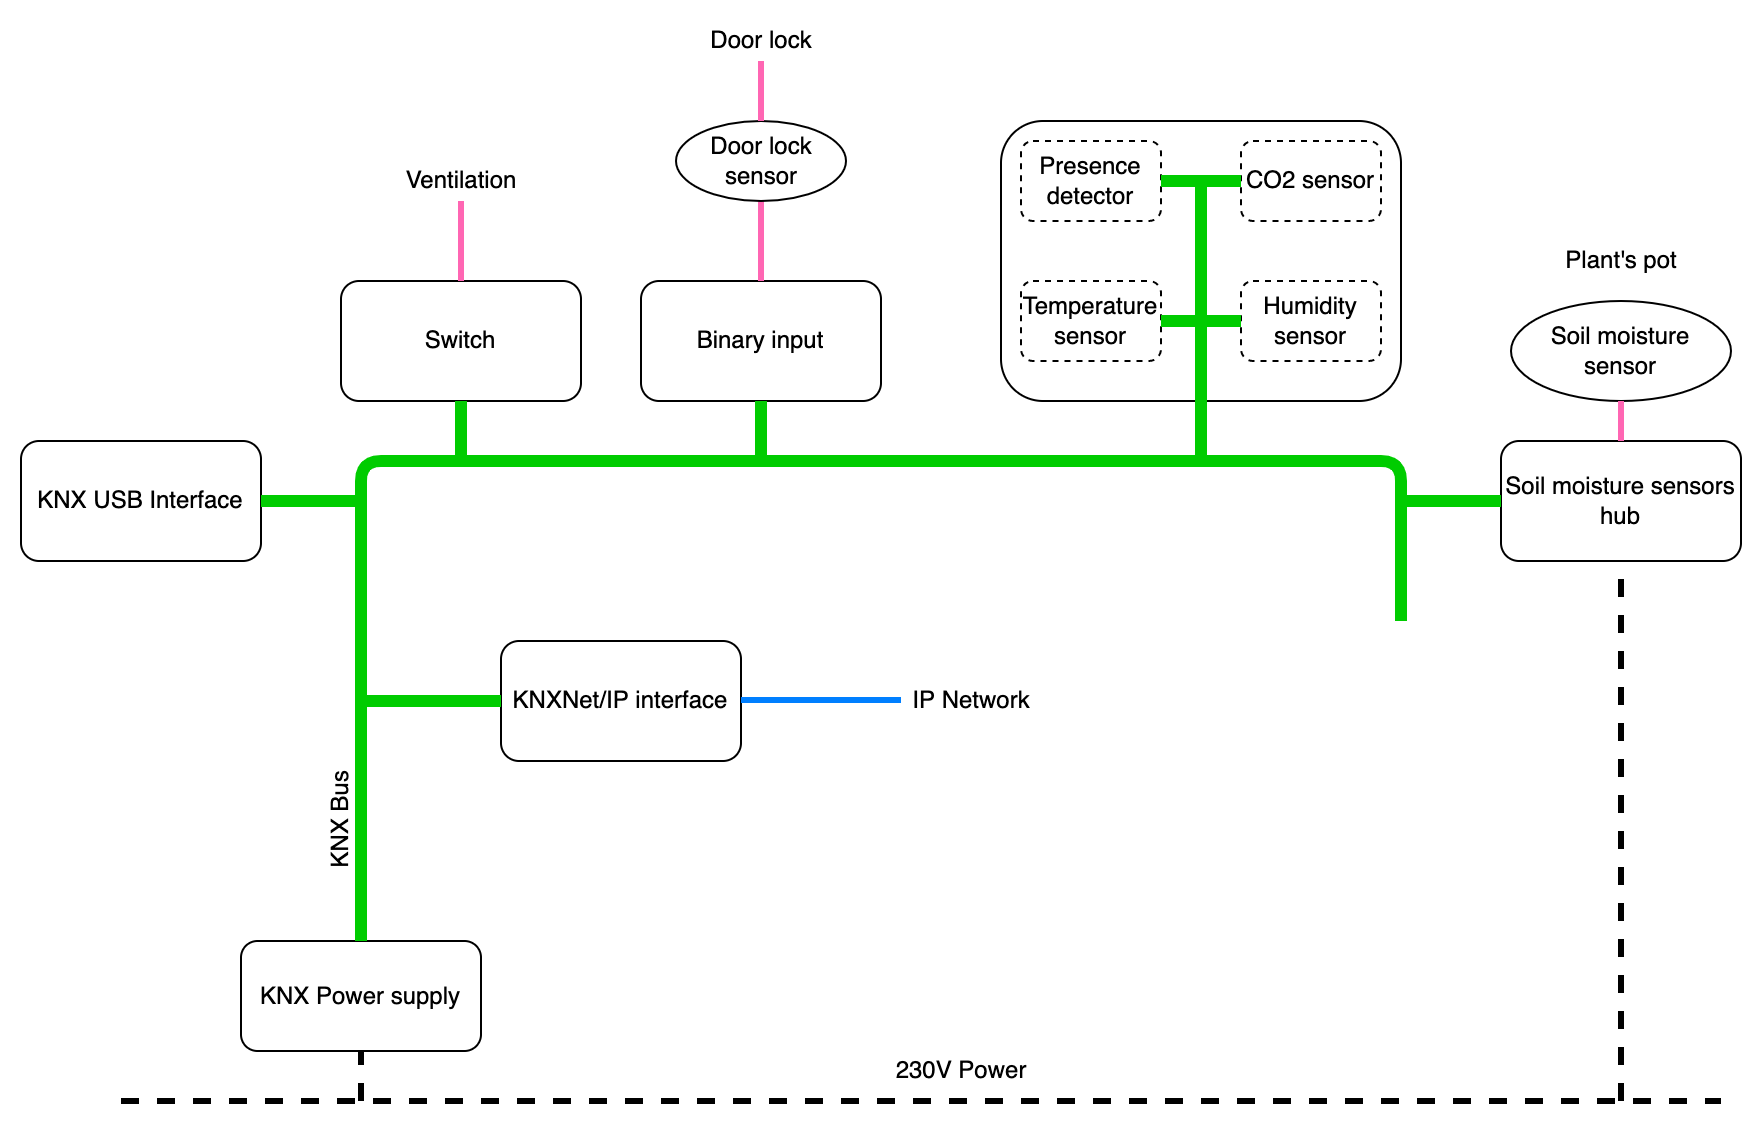 Door lock
Door lock
sensor
Ventilation
Presence
detector
CO2 sensor
Temperature
sensor
Humidity
sensor
Plant's pot
Soil moisture
sensor
Switch
Binary input
KNX USB Interface
Soil moisture sensors
hub
KNXNet/IP interface
IP Network
KNX Bus
KNX Power supply
230V Power